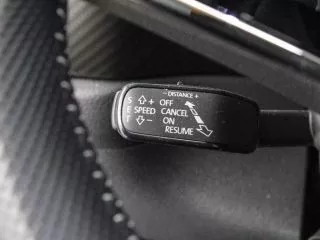 - DISTANCE +
S + OFF
E SPEED CANCEL
T - ON
RESUME